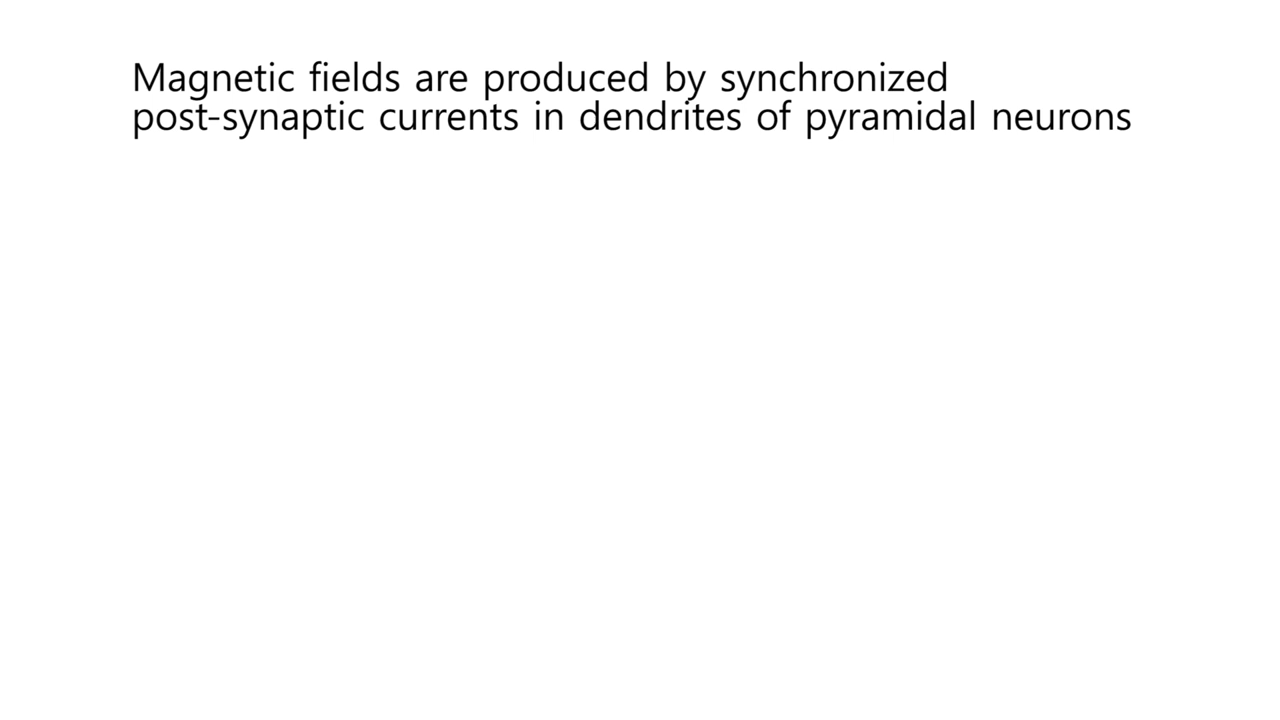 Magnetic fields are produced by synchronized
post-synaptic currents in dendrites of pyramidal neurons